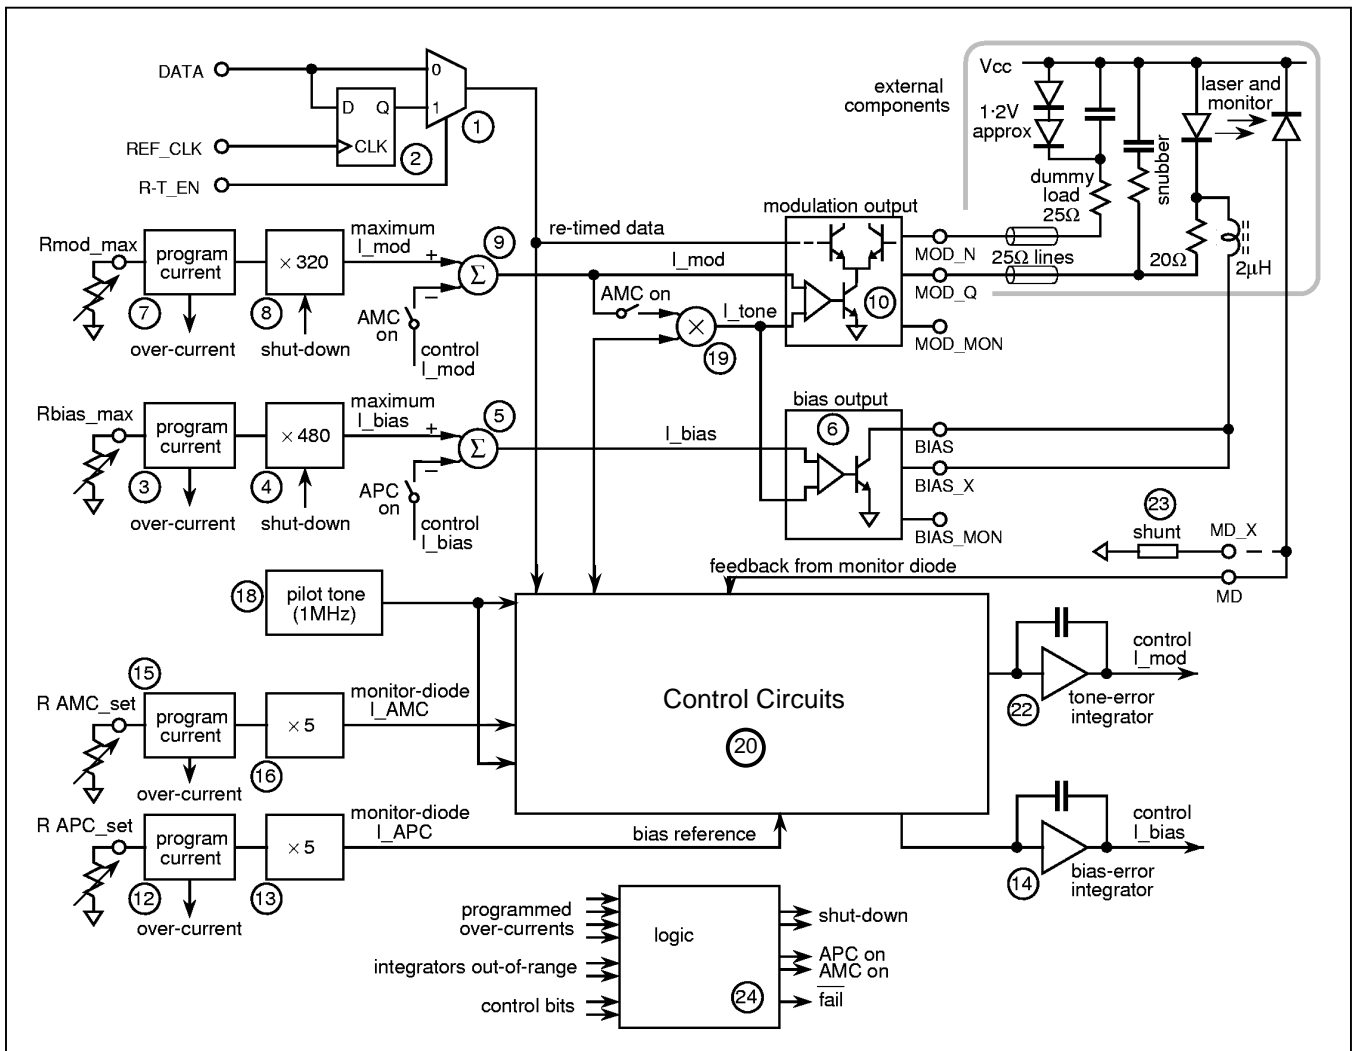 DATA
0
D Q
1
1
REF_CLK
CLK
2
R-T_EN
external
components
Vcc
1·2V
approx
laser and
monitor
snubber
dummy
load
25Ω
modulation output
re-timed data
MOD_N
25Ω lines
20Ω
2µH
MOD_Q
10
MOD_MON
Rmod_max
program
current
7
over-current
× 320
8
shut-down
maximum
I_mod
+
−
Σ
9
AMC
on
control
I_mod
I_mod
AMC on
×
19
I_tone
Rbias_max
program
current
3
over-current
× 480
4
shut-down
maximum
I_bias
+
−
Σ
5
APC
on
control
I_bias
I_bias
bias output
6
BIAS
BIAS_X
BIAS_MON
23
shunt
MD_X
MD
feedback from monitor diode
18
pilot tone
(1MHz)
15
R AMC_set
program
current
over-current
× 5
16
monitor-diode
I_AMC
Control Circuits
20
control
I_mod
22
tone-error
integrator
R APC_set
program
current
12
over-current
× 5
13
monitor-diode
I_APC
bias reference
control
I_bias
14
bias-error
integrator
programmed
over-currents
integrators out-of-range
control bits
logic
24
shut-down
APC on
AMC on
fail